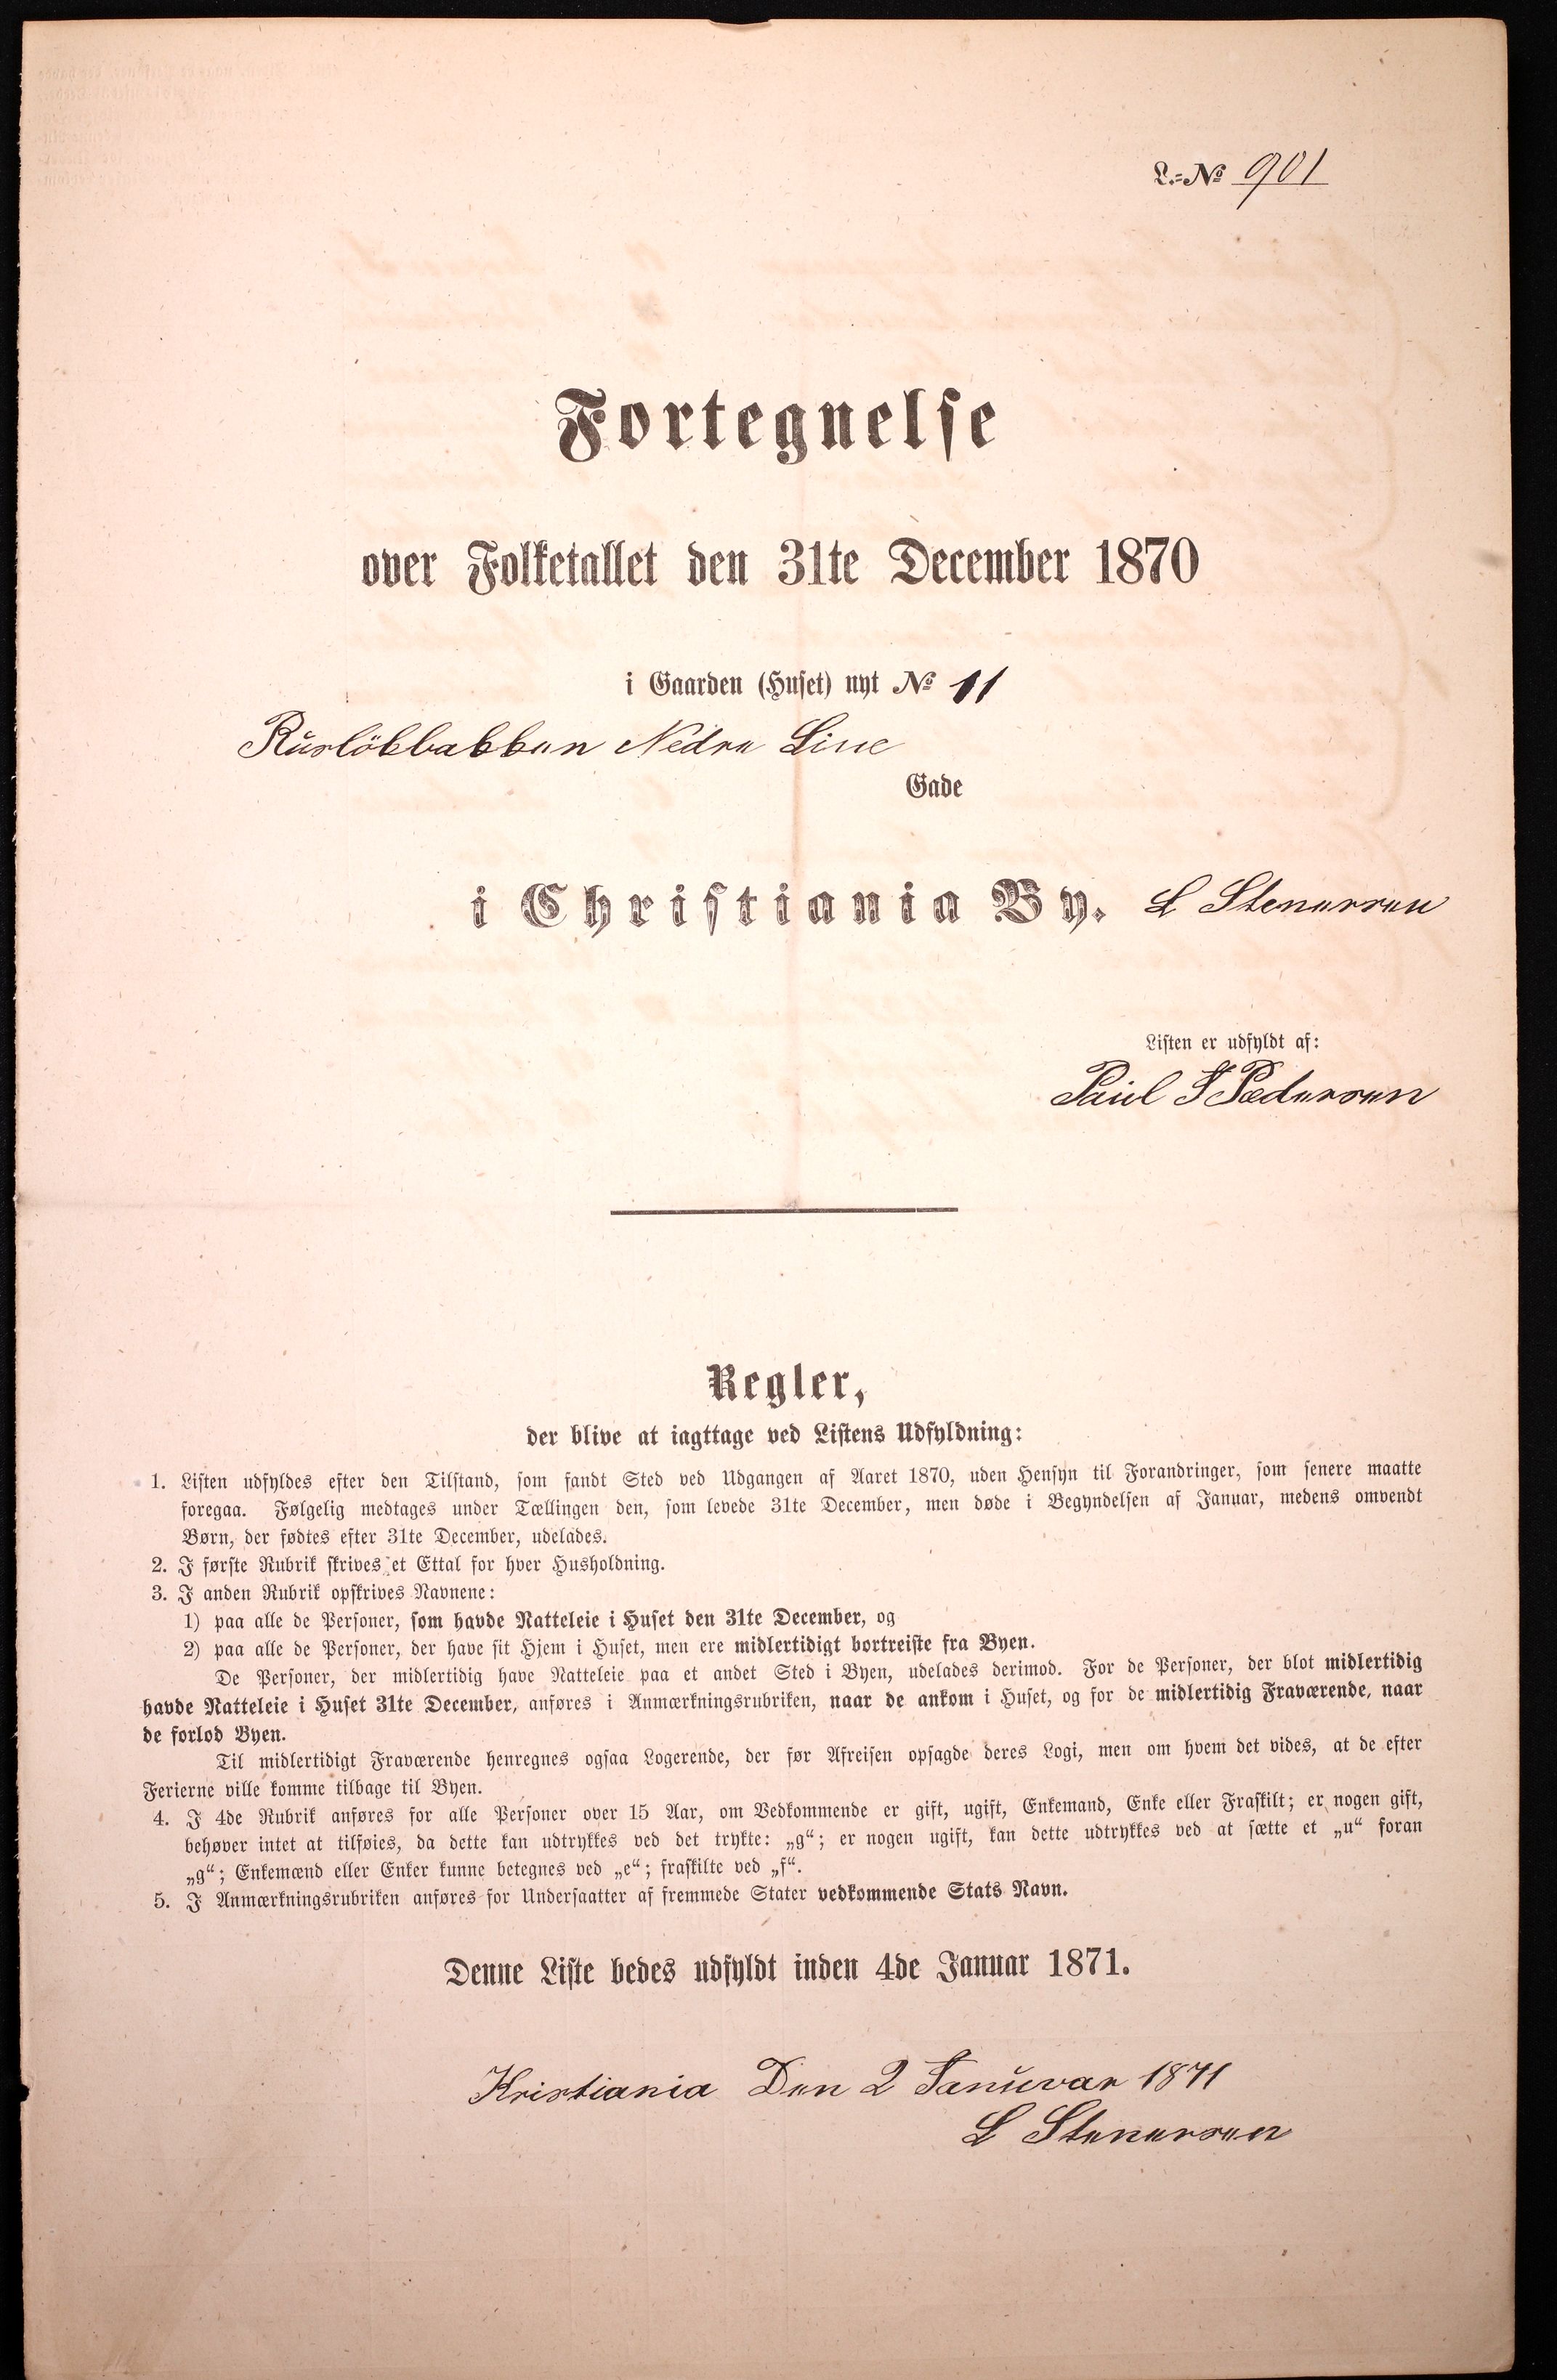 L.=No 901
Fortegnelse
over Folketallet den 31te December 1870
i Gaarden (Huset) nyt No 11
Rüsløkbakken Nedre Line
Gade
i Christiania By. L Stenersen
Listen er udfyldt af:
Paul J Pedersen
Regler,
der blive at iagttage ved Listens Udfyldning:
1. Listen udfyldes efter den Tilstand, som fandt Sted ved Udgangen af Aaret 1870, uden Hensyn til Forandringer, som senere maatte
foregaa. Følgelig medtages under Tællingen den, som levede 31te December, men døde i Begyndelsen af Januar, medens omvendt
Børn, der fødtes efter 31te December, udelades.
2. I første Rubrik skrives et Ettal for hver Husholdning.
3. I anden Rubrik opskrives Navnene:
1) paa alle de Personer, som havde Natteleie i Huset den 31te December, og
2) paa alle de Personer, der have sit Hjem i Huset, men ere midlertidigt bortreiste fra Byen.
De Personer, der midlertidig have Natteleie paa et andet Sted i Byen, udelades derimod. For de Personer, der blot midlertidig
havde Natteleie i Huset 31te December, anføres i Anmærkningsrubriken, naar de ankom i Huset, og for de midlertidig Fraværende, naar
de forlod Byen.
Til midlertidigt Fraværende henregnes ogsaa Logerende, der før Afreisen opsagde deres Logi, men om hvem det vides, at de efter
Ferierne ville komme tilbage til Byen.
4. I 4de Rubrik anføres for alle Personer over 15 Aar, om Vedkommende er gift, ugift, Enkemand, Enke eller Fraskilt; er nogen gift,
behøver intet at tilføies, da dette kan udtrykkes ved det trykte: „g“; er nogen ugift, kan dette udtrykkes ved at sætte et „u“ foran
„g“; Enkemænd eller Enker kunne betegnes ved „e“; fraskilte ved „f“.
5. I Anmærkningsrubriken anføres for Undersaatter af fremmede Stater vedkommende Stats Navn.
Denne Liste bedes udfyldt inden 4de Januar 1871.
Kristiania Den 2 Januvar 1871
L Stenersen